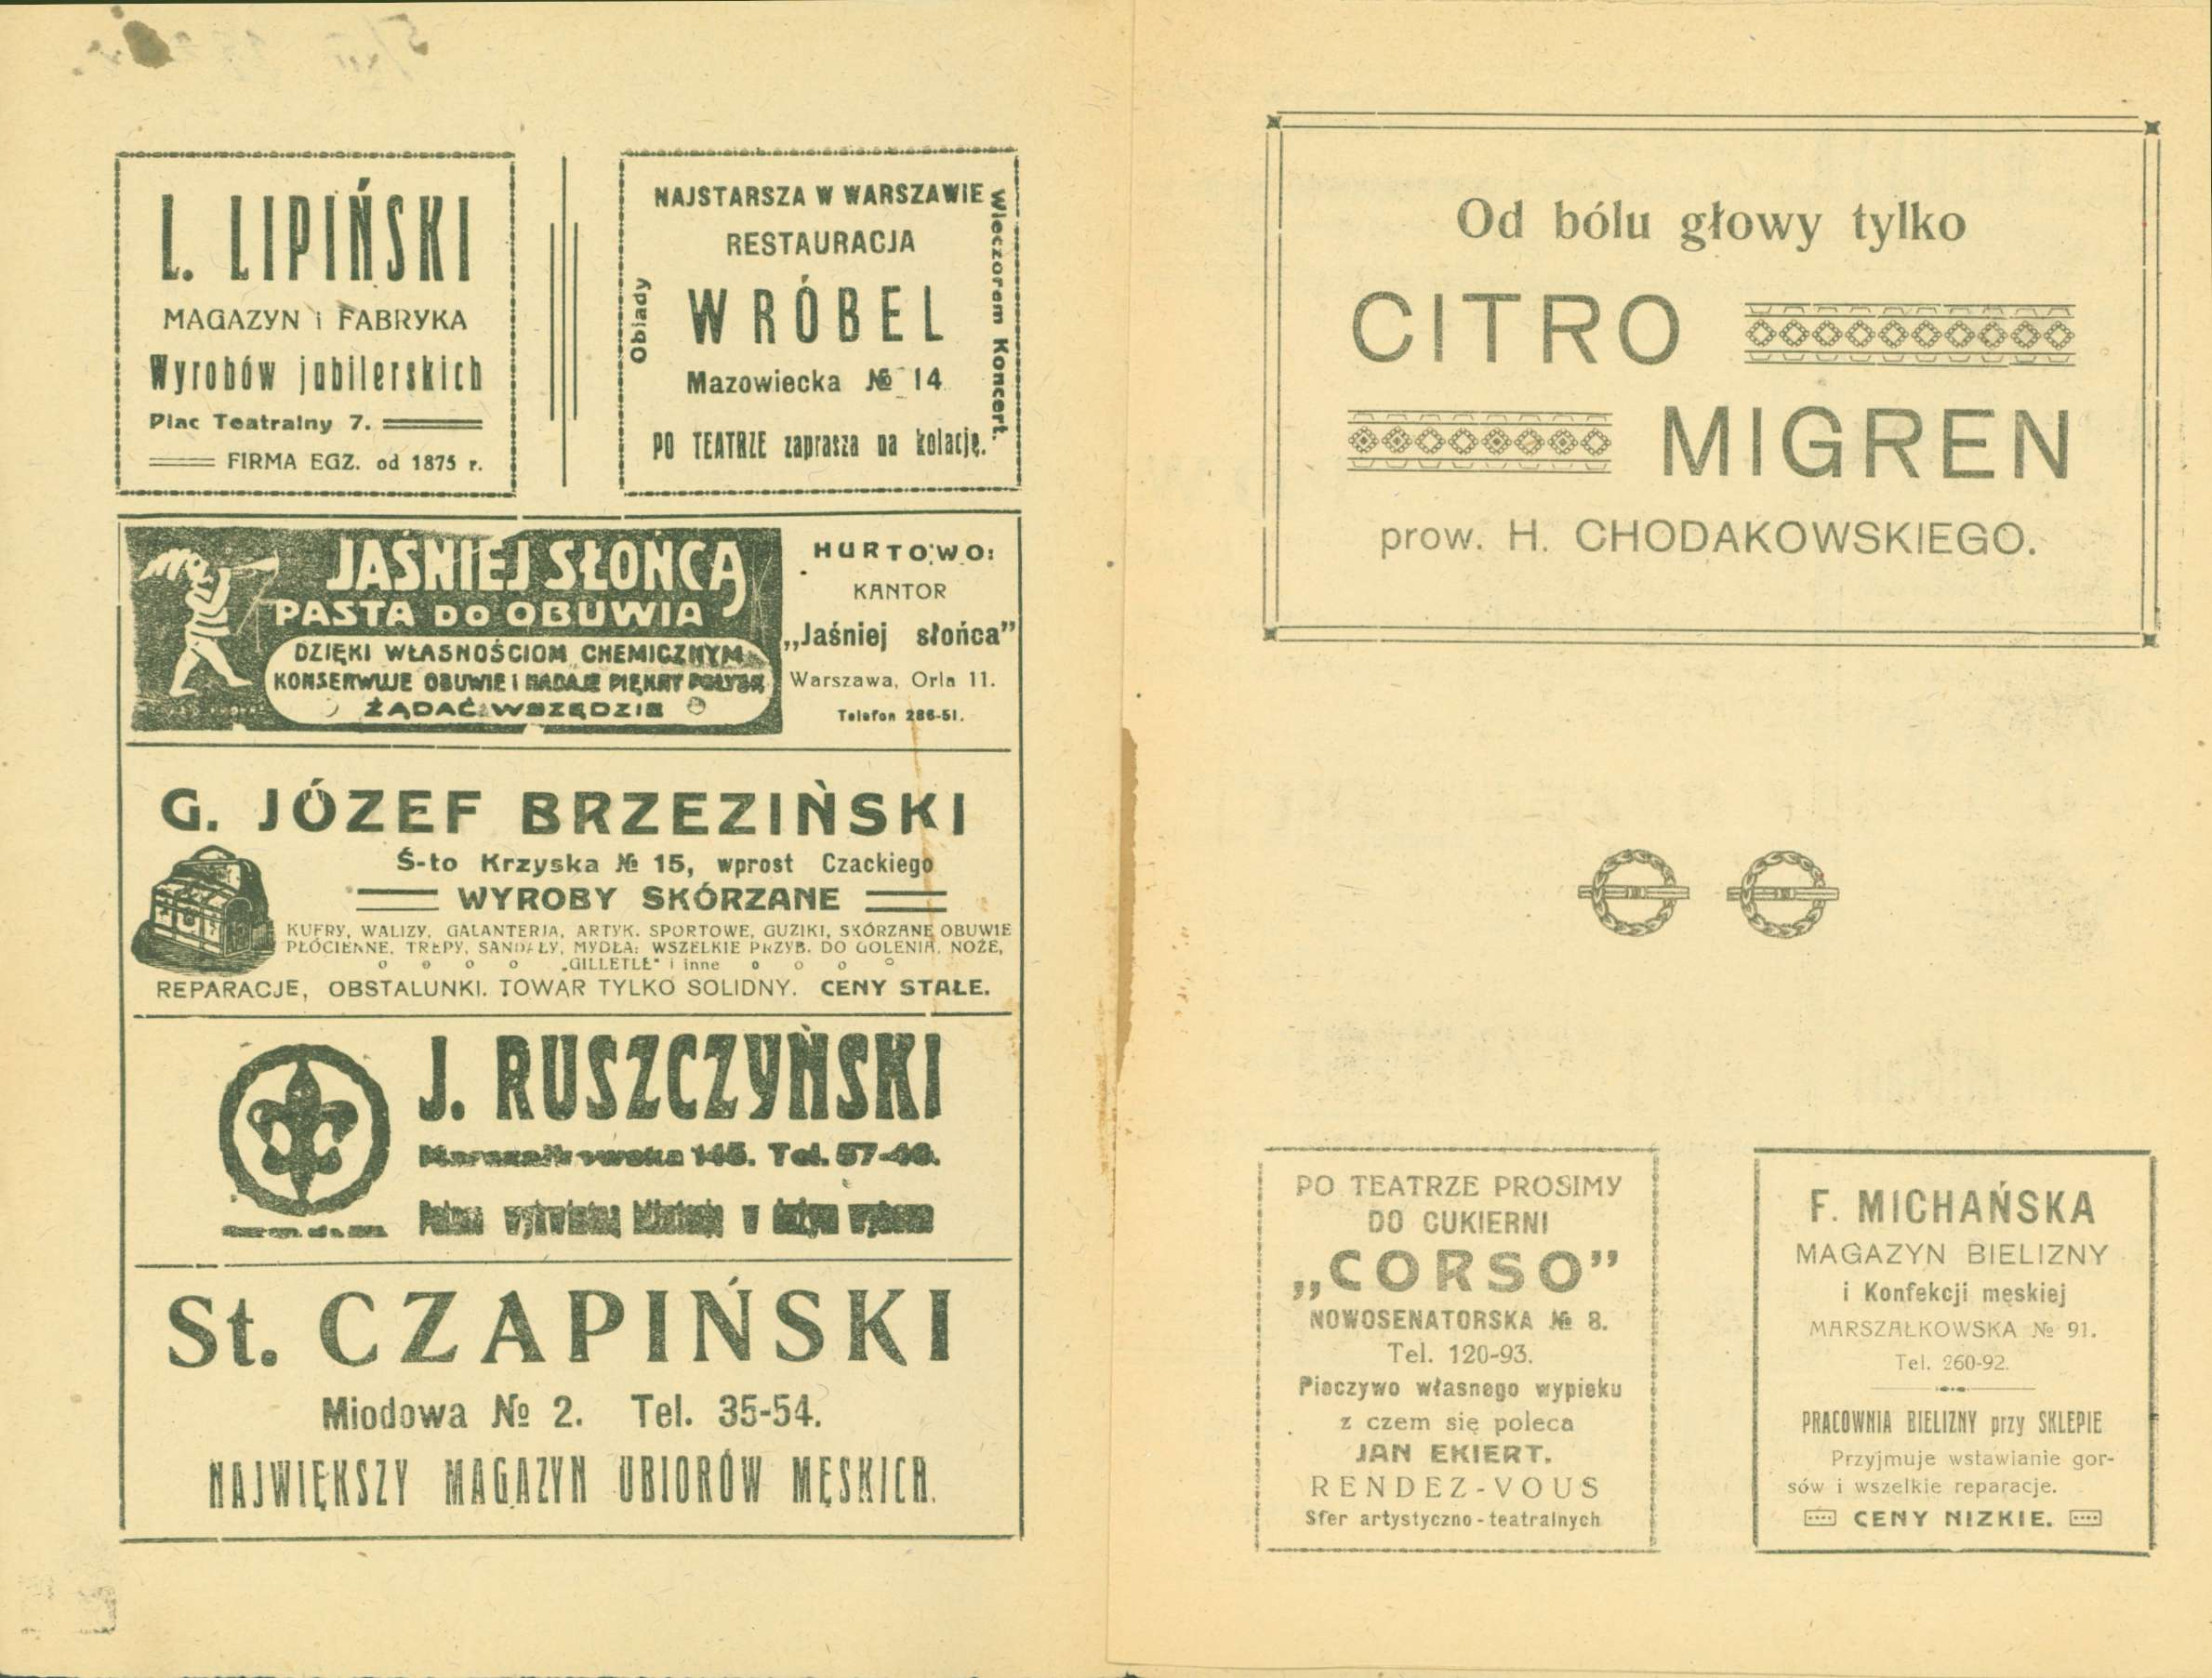 L. LIPIŃSKI
MAGAZYN i FABRYKA
Wyrobów jubilerskich
Plac Teatralny 7.
FIRMA EGZ. od 1875 r.
NAJSTARSZA W WARSZAWIE
RESTAURACJA
WRÓBEL
Mazowiecka № 14
PO TEATRZE zaprasza na kolację.
Obiady
Wieczorem Koncert.
JAŚNIEJ SŁOŃCA
PASTA DO OBUWIA
DZIĘKI WŁASNOŚCIOM CHEMICZNYM
KONSERWUJE OBUWIE I NADAJE PIĘKNY POŁYSK
ŻĄDAĆ WSZĘDZIE
HURTOWO:
KANTOR
„Jaśniej słońca”
Warszawa, Orla 11.
Telefon 286-51.
G. JÓZEF BRZEZIŃSKI
Ś-to Krzyska № 15, wprost Czackiego
WYROBY SKÓRZANE
KUFRY, WALIZY, GALANTERJA, ARTYK. SPORTOWE, GUZIKI, SKÓRZANE OBUWIE
PŁÓCIENNE, TREPY, SANDAŁY, MYDŁA: WSZELKIE PRZYB. DO GOLENIA, NOŻE,
„GILLETLE" i inne
REPARACJE, OBSTALUNKI. TOWAR TYLKO SOLIDNY. CENY STAŁE.
J. RUSZCZYŃSKI
Marszałkowska Tel.
w
St. CZAPIŃSKI
Miodowa № 2. Tel. 35-54.
NAJWIĘKSZY MAGAZYN UBIORÓW MĘSKICH.
Od bólu głowy tylko
CITRO
MIGREN
prow. H. CHODAKOWSKIEGO.
PO TEATRZE PROSIMY
DO CUKIERNI
„CORSO”
NOWOSENATORSKA № 8.
Tel. 120-93.
Pieczywo własnego wypieku
z czem się poleca
JAN EKIERT.
RENDEZ-VOUS
Sfer artystyczno-teatralnych
F. MICHAŃSKA
MAGAZYN BIELIZNY
i Konfekcji męskiej
MARSZAŁKOWSKA № 91.
Tel. 260-92.
PRACOWNIA BIELIZNY przy SKLEPIE
Przyjmuje wstawianie gor-
sów i wszelkie reparacje.
CENY NIZKIE.